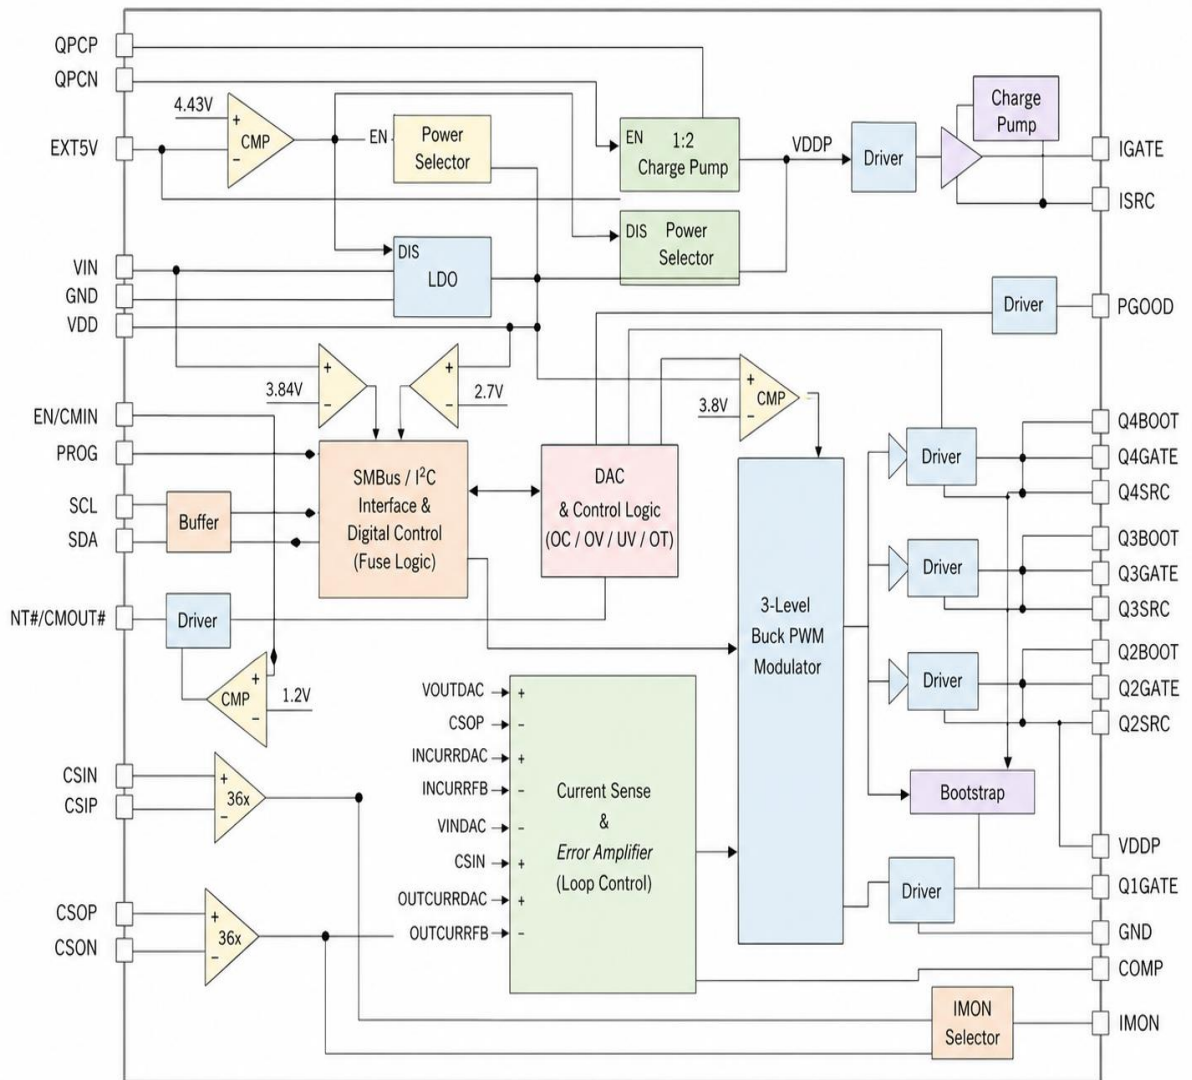 QPCP
QPCN
4.43V
EXT5V
+
CMP
−
EN
Power
Selector
EN
1:2
Charge Pump
VDDP
Driver
Charge
Pump
IGATE
ISRC
VIN
GND
VDD
DIS
LDO
DIS
Power
Selector
Driver
PGOOD
3.84V
+
−
+
−
2.7V
3.8V
+
CMP
−
EN/CMIN
PROG
SCL
SDA
Buffer
SMBus / I²C
Interface &
Digital Control
(Fuse Logic)
DAC
& Control Logic
(OC / OV / UV / OT)
3-Level
Buck PWM
Modulator
Driver
Q4BOOT
Q4GATE
Q4SRC
Driver
Q3BOOT
Q3GATE
Q3SRC
Driver
Q2BOOT
Q2GATE
Q2SRC
NT#/CMOUT#
Driver
CMP
+
−
1.2V
VOUTDAC
+
CSOP
−
INCURRDAC
+
INCURRFB
−
VINDAC
−
CSIN
+
OUTCURRDAC
+
OUTCURRFB
−
Current Sense
&
Error Amplifier
(Loop Control)
CSIN
CSIP
+
36x
−
CSOP
CSON
+
36x
−
Bootstrap
VDDP
Driver
Q1GATE
GND
COMP
IMON
Selector
IMON